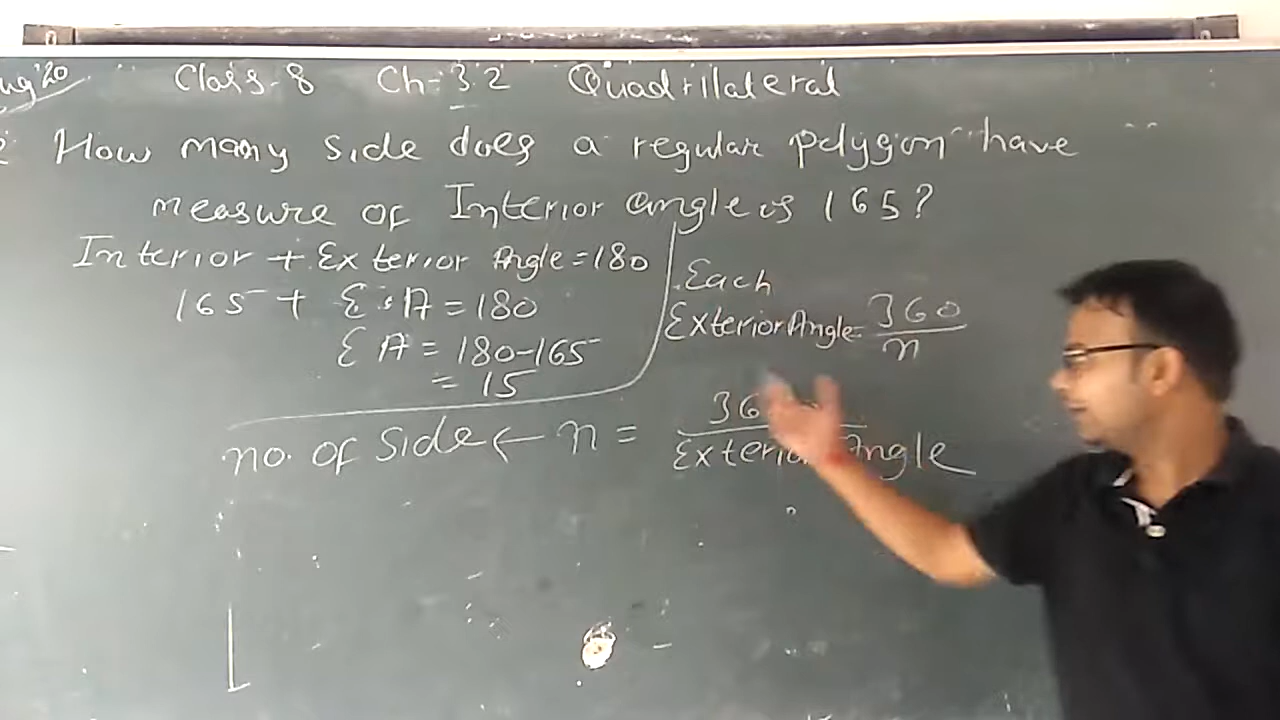 Class-8 Ch-3.2 Quadrilateral
How many side does a regular polygon have
measure of Interior angle is 165?
Interior + Exterior Angle = 180
165 + E.A = 180
EA = 180-165
= 15
Each
Exterior Angle = 360/n
no. of side ← n = 36 / Exterior Angle